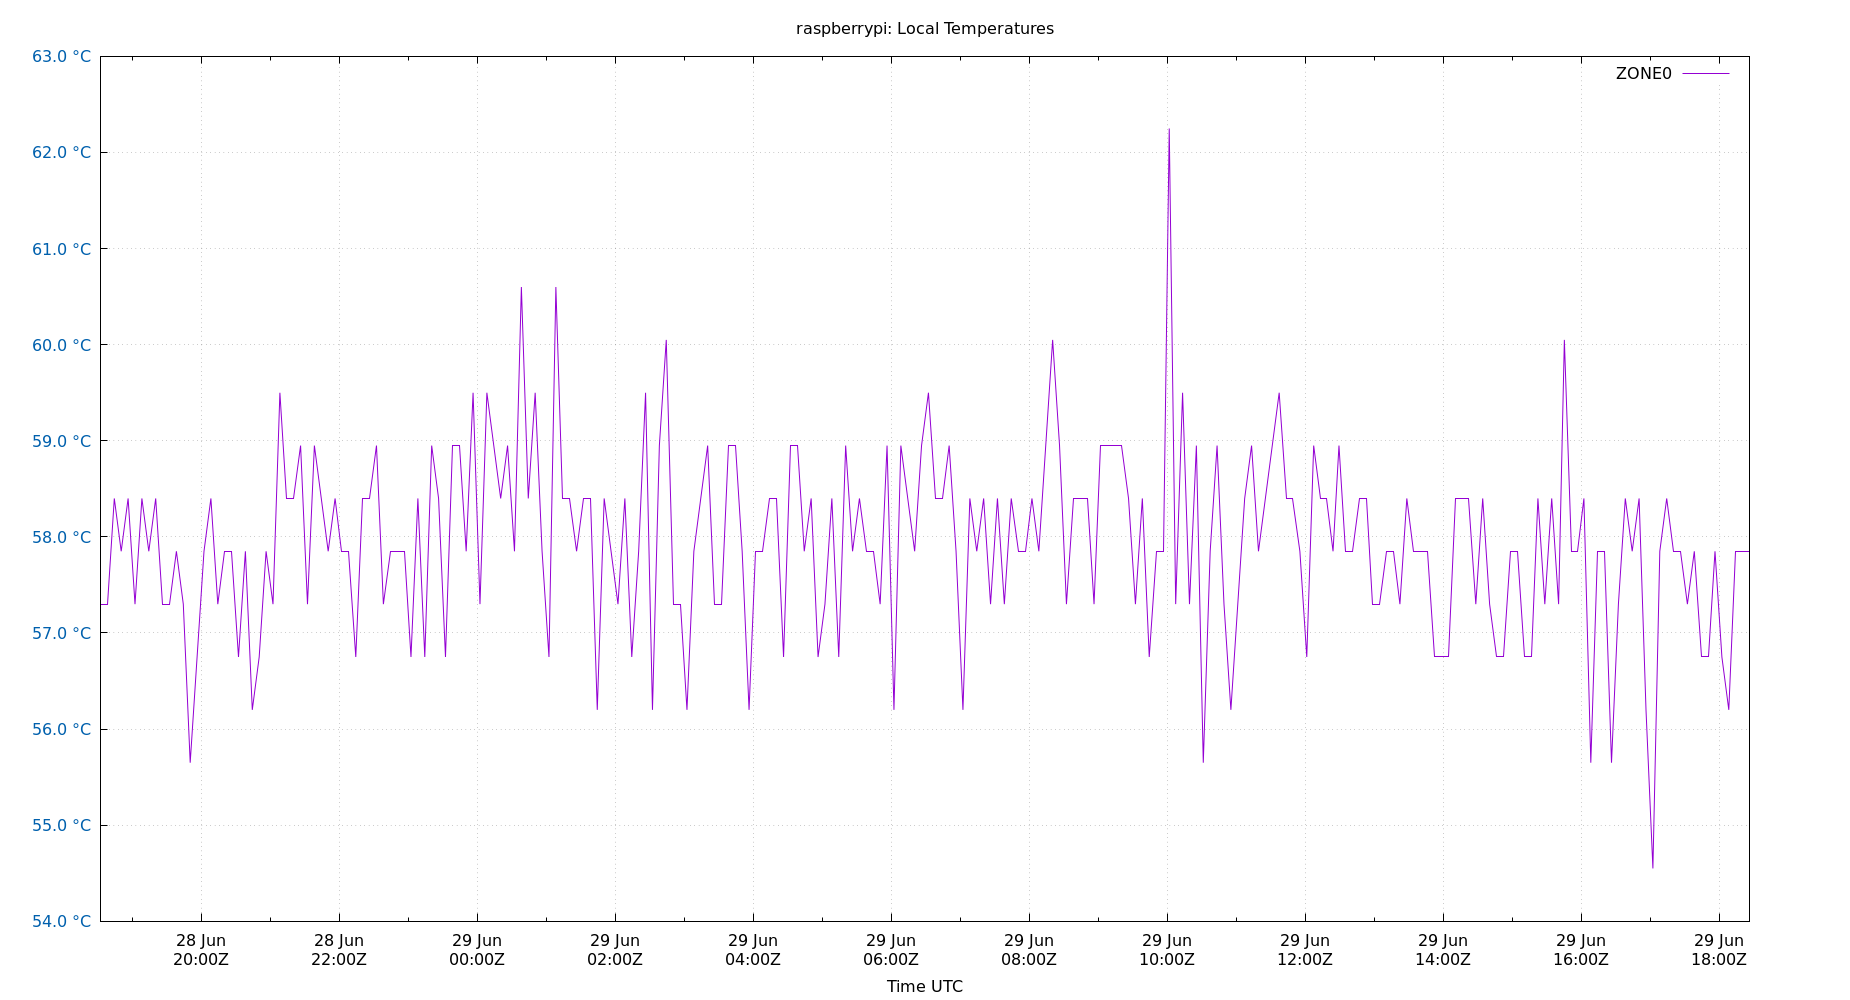 raspberrypi: Local Temperatures
63.0 °C
ZONE0
62.0 °C
61.0 °C
60.0 °C
59.0 °C
58.0 °C
57.0 °C
56.0 °C
55.0 °C
54.0 °C
28 Jun 28 Jun 29 Jun 29 Jun 29 Jun 29 Jun 29 Jun 29 Jun 29 Jun 29 Jun 29 Jun 29 Jun
20:00Z 22:00Z 00:00Z 02:00Z 04:00Z 06:00Z 08:00Z 10:00Z 12:00Z 14:00Z 16:00Z 18:00Z
Time UTC